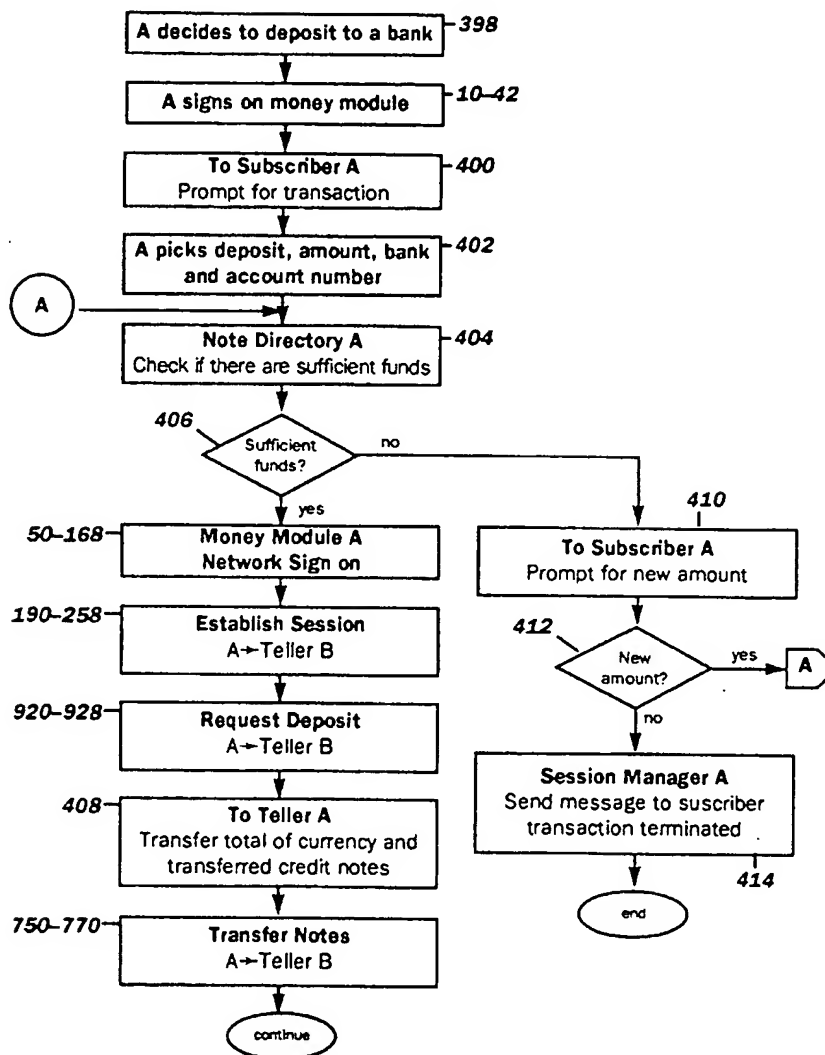 A decides to deposit to a bank
398
A signs on money module
10–42
To Subscriber A
Prompt for transaction
400
A picks deposit, amount, bank
and account number
402
A
Note Directory A
Check if there are sufficient funds
404
406
Sufficient
funds?
no
yes
50–168
Money Module A
Network Sign on
190–258
Establish Session
A→Teller B
920–928
Request Deposit
A→Teller B
408
To Teller A
Transfer total of currency and
transferred credit notes
750–770
Transfer Notes
A→Teller B
continue
410
To Subscriber A
Prompt for new amount
412
New
amount?
yes
A
no
Session Manager A
Send message to suscriber
transaction terminated
414
end